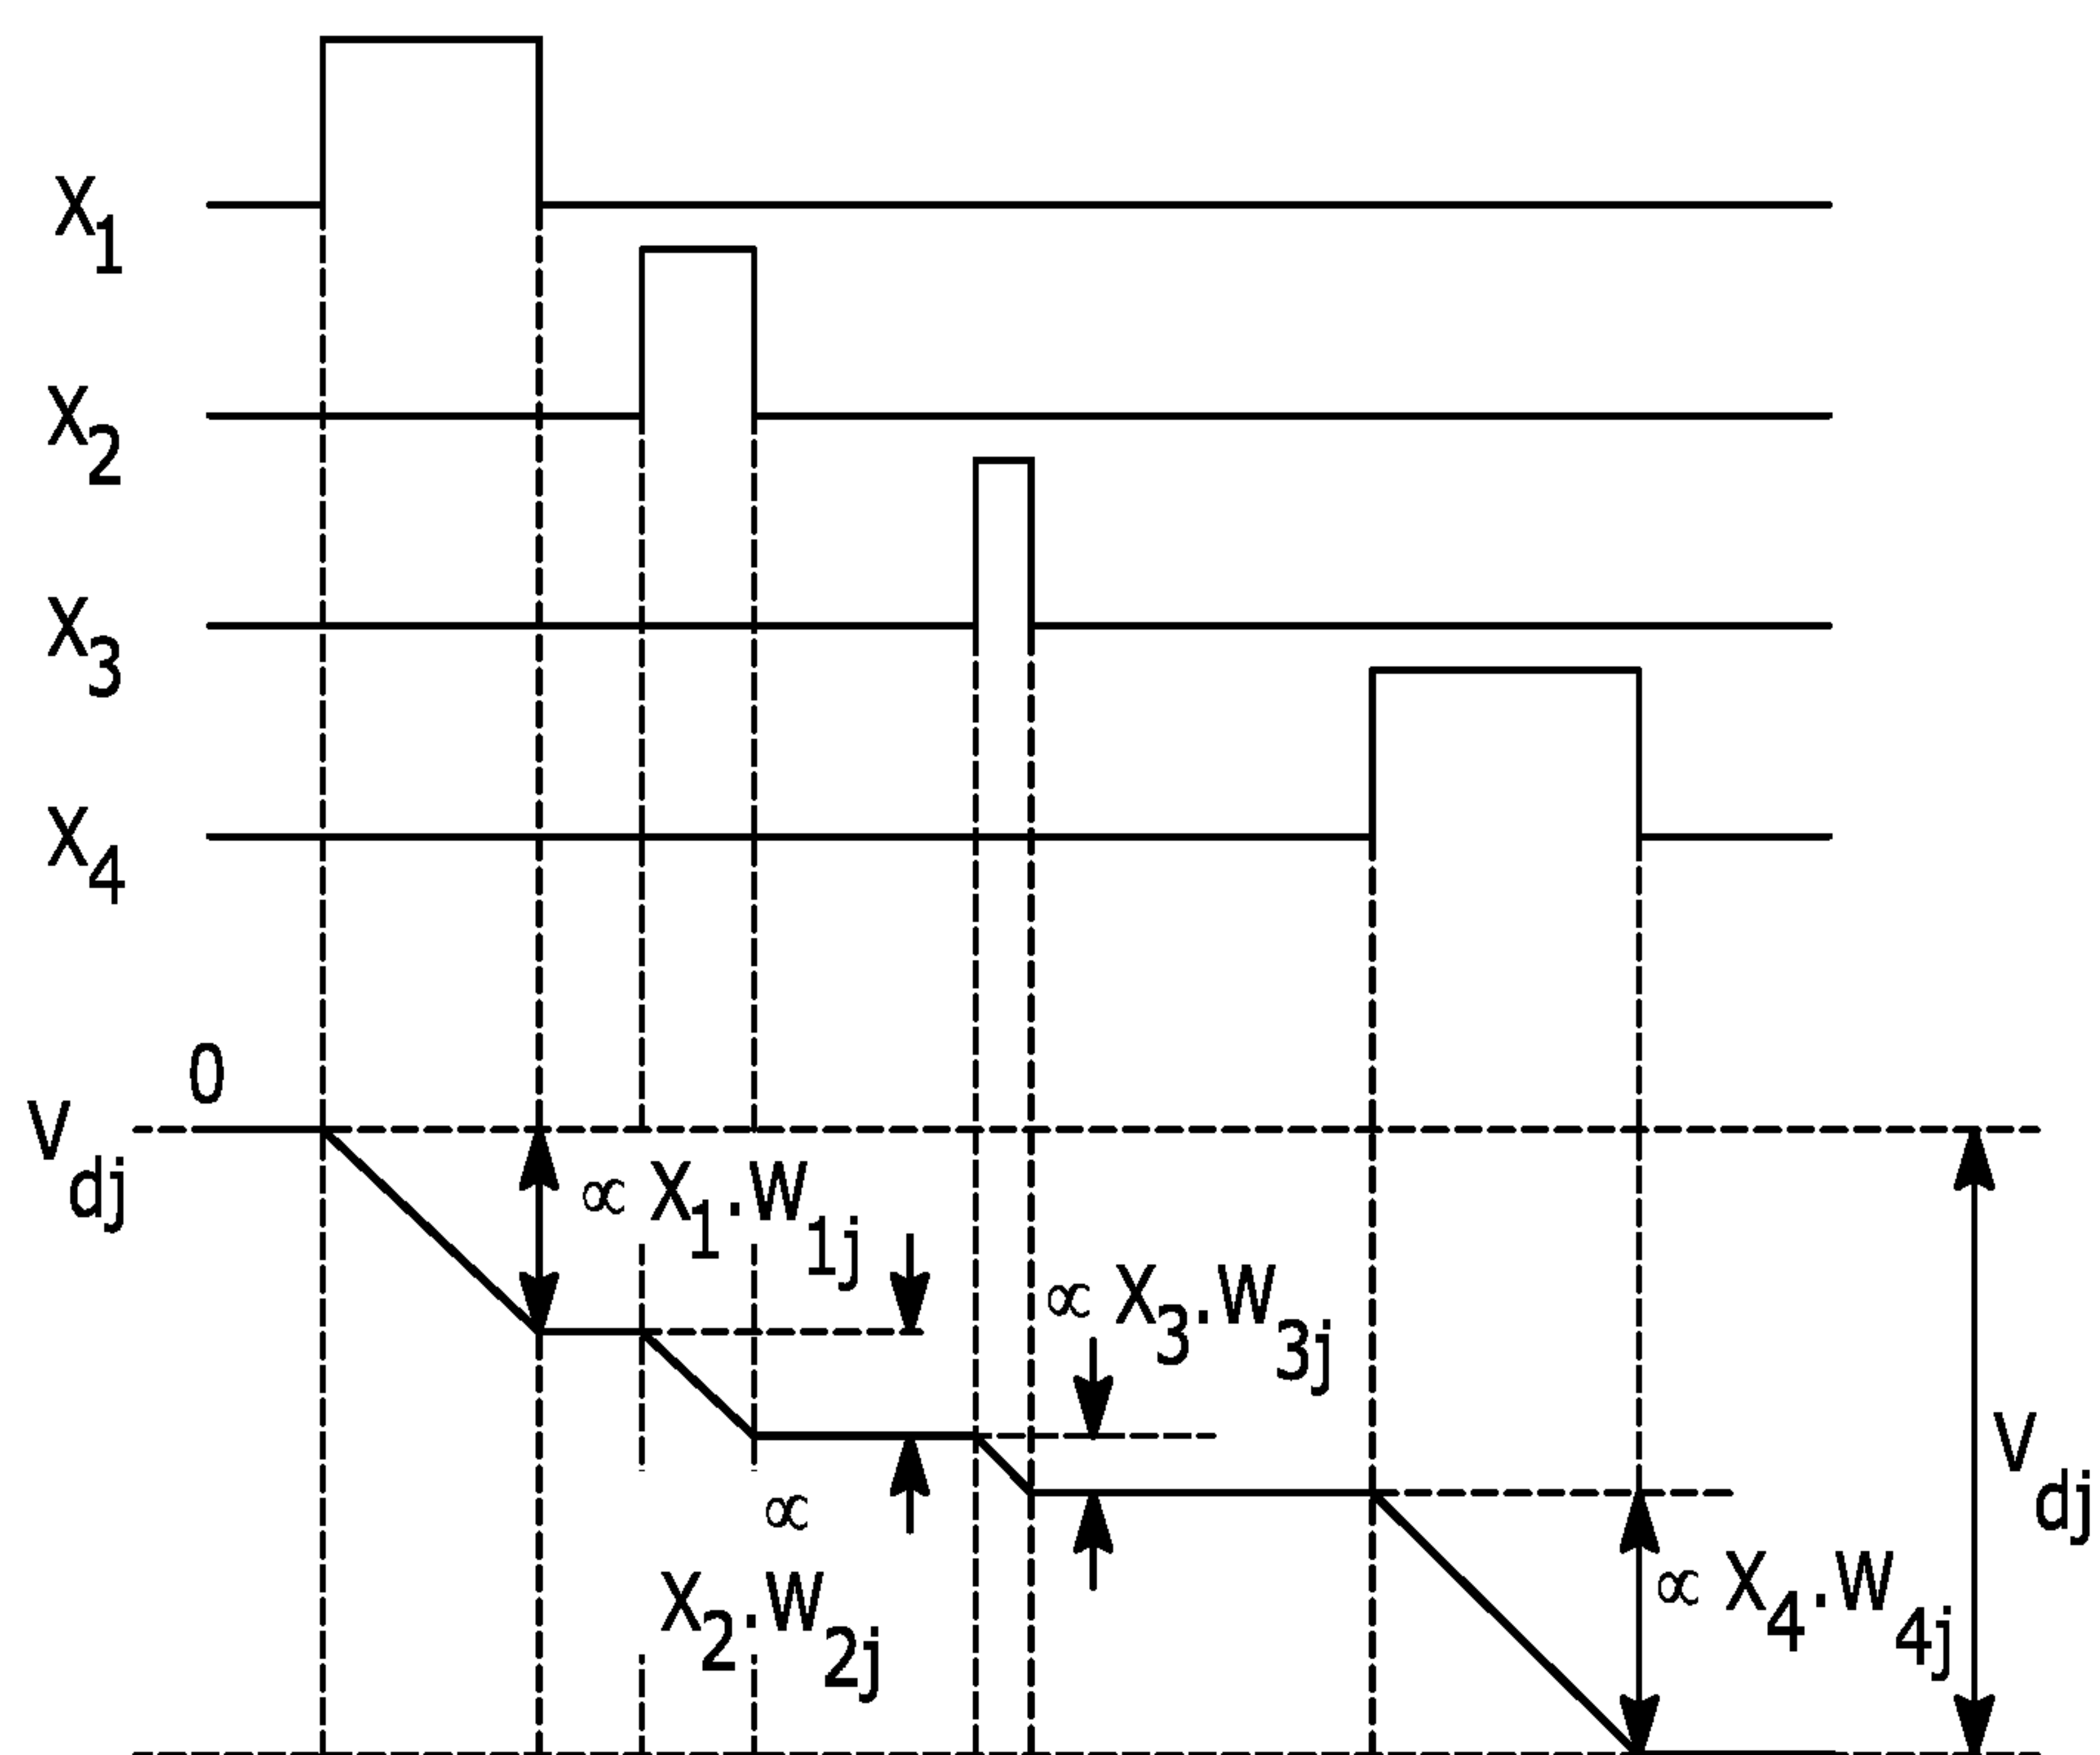 X1
X2
X3
X4
0
Vdj
∝ X1.W1j
∝ X3.W3j
∝
X2.W2j
Vdj
∝ X4.W4j